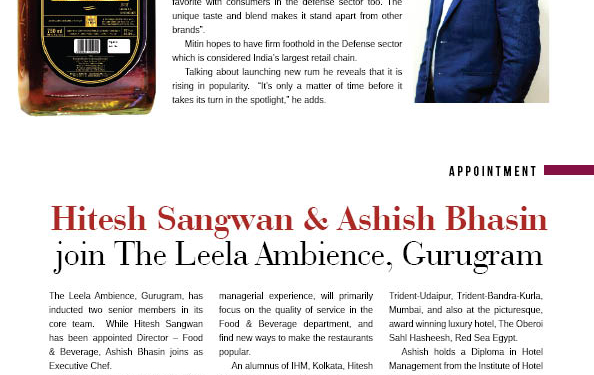 favorite with consumers in the defense sector too. The
unique taste and blend makes it stand apart from other
brands”.
Mitin hopes to have firm foothold in the Defense sector
which is considered India’s largest retail chain.
Talking about launching new rum he reveals that it is
rising in popularity. “It’s only a matter of time before it
takes its turn in the spotlight,” he adds.
750 ml
APPOINTMENT
Hitesh Sangwan & Ashish Bhasin
join The Leela Ambience, Gurugram
The Leela Ambience, Gurugram, has
inducted two senior members in its
core team. While Hitesh Sangwan
has been appointed Director – Food
& Beverage, Ashish Bhasin joins as
Executive Chef.
managerial experience, will primarily
focus on the quality of service in the
Food & Beverage department, and
find new ways to make the restaurants
popular.
An alumnus of IHM, Kolkata, Hitesh
Trident-Udaipur, Trident-Bandra-Kurla,
Mumbai, and also at the picturesque,
award winning luxury hotel, The Oberoi
Sahl Hasheesh, Red Sea Egypt.
Ashish holds a Diploma in Hotel
Management from the Institute of Hotel